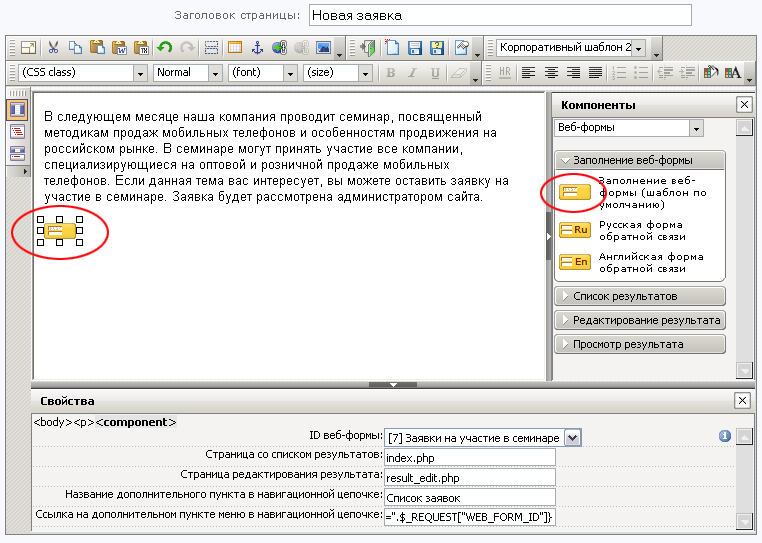 Заголовок страницы: Новая заявка
Корпоративный шаблон 2
(CSS class) Normal (font) (size) B I U HR A
В следующем месяце наша компания проводит семинар, посвященный
методикам продаж мобильных телефонов и особенностям продвижения на
российском рынке. В семинаре могут принять участие все компании,
специализирующиеся на оптовой и розничной продаже мобильных
телефонов. Если данная тема вас интересует, вы можете оставить заявку на
участие в семинаре. Заявка будет рассмотрена администратором сайта.
Компоненты
Веб-формы
Заполнение веб-формы
Заполнение веб-
формы (шаблон по
умолчанию)
Ru Русская форма
обратной связи
En Английская форма
обратной связи
Список результатов
Редактирование результата
Просмотр результата
Свойства
<body><p><component>
ID веб-формы: [7] Заявки на участие в семинаре
Страница со списком результатов: index.php
Страница редактирования результата: result_edit.php
Название дополнительного пункта в навигационной цепочке: Список заявок
Ссылка на дополнительном пункте меню в навигационной цепочке: =".$_REQUEST["WEB_FORM_ID"]}